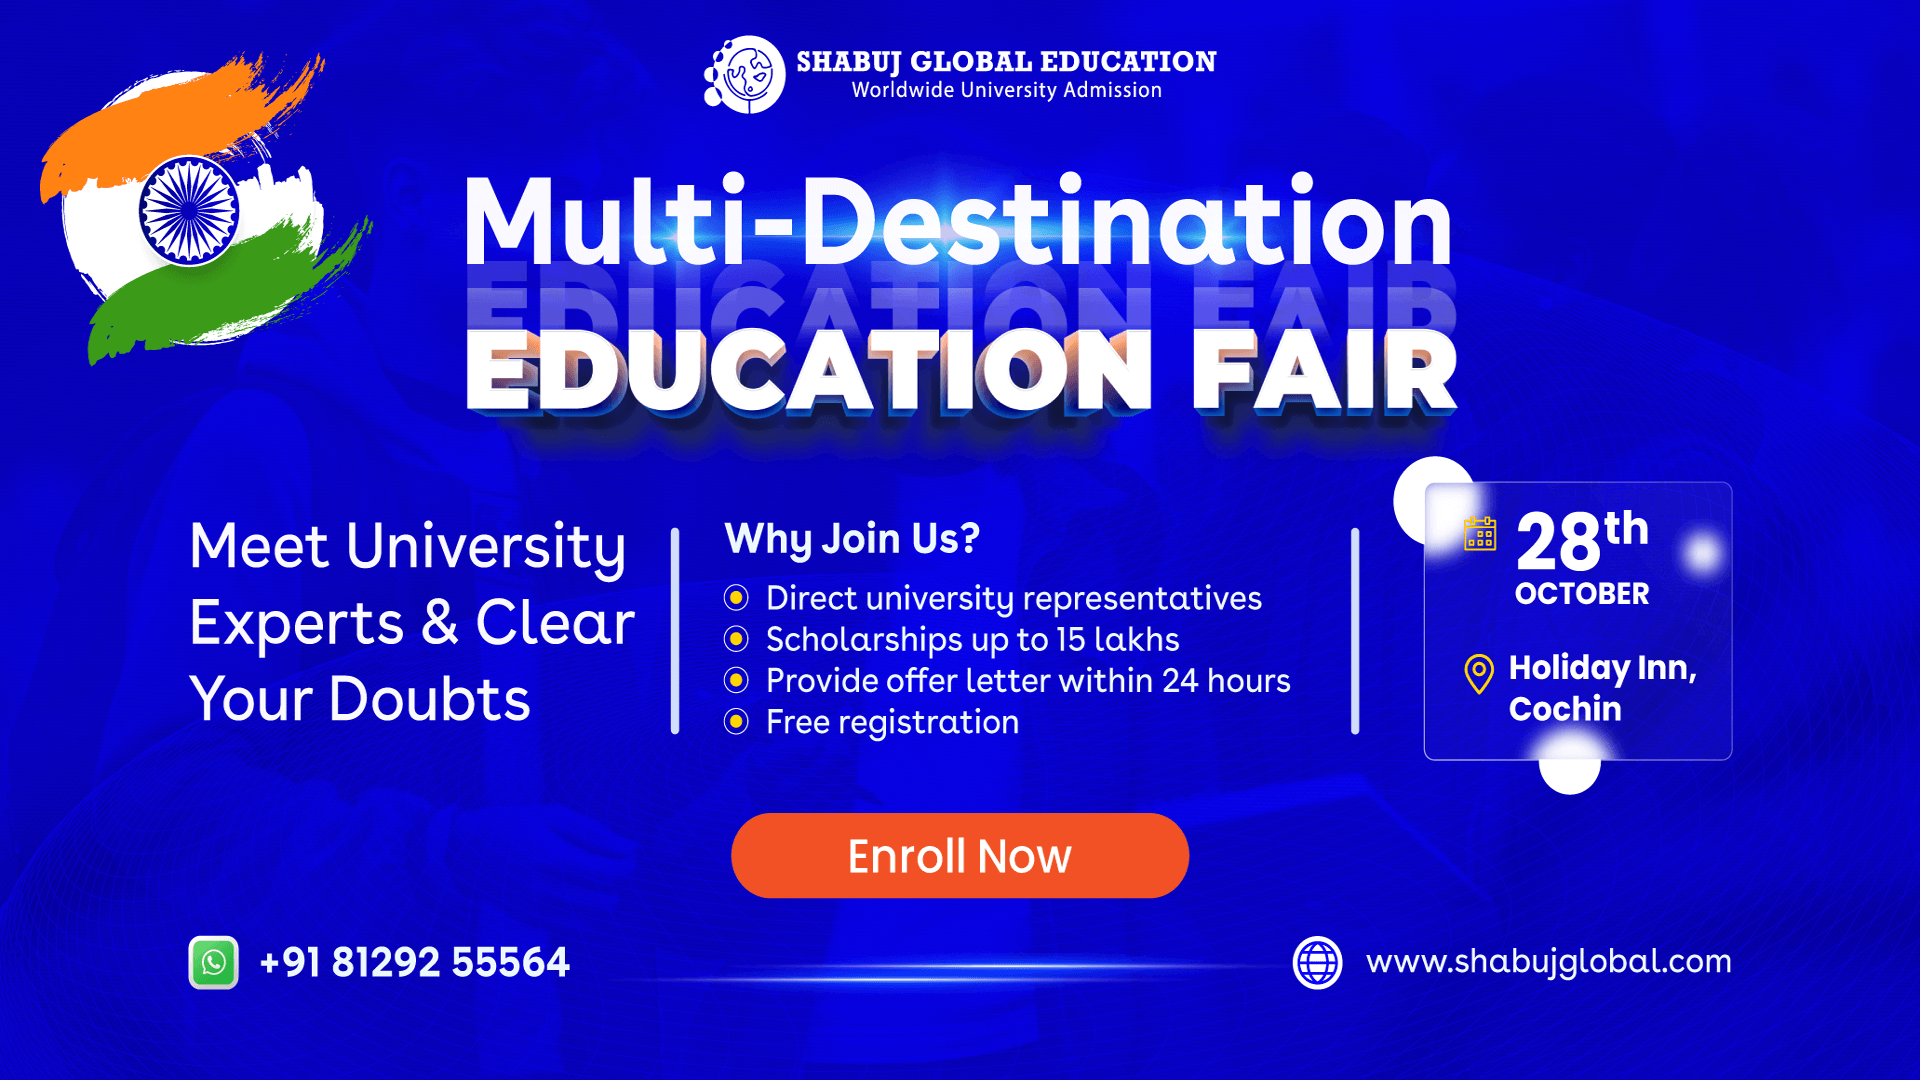 SHABUJ GLOBAL EDUCATION
Worldwide University Admission
Multi-Destination
EDUCATION FAIR
Meet University
Experts & Clear
Your Doubts
Why Join Us?
Direct university representatives
Scholarships up to 15 lakhs
Provide offer letter within 24 hours
Free registration
28th
OCTOBER
Holiday Inn,
Cochin
Enroll Now
+91 81292 55564
www.shabujglobal.com